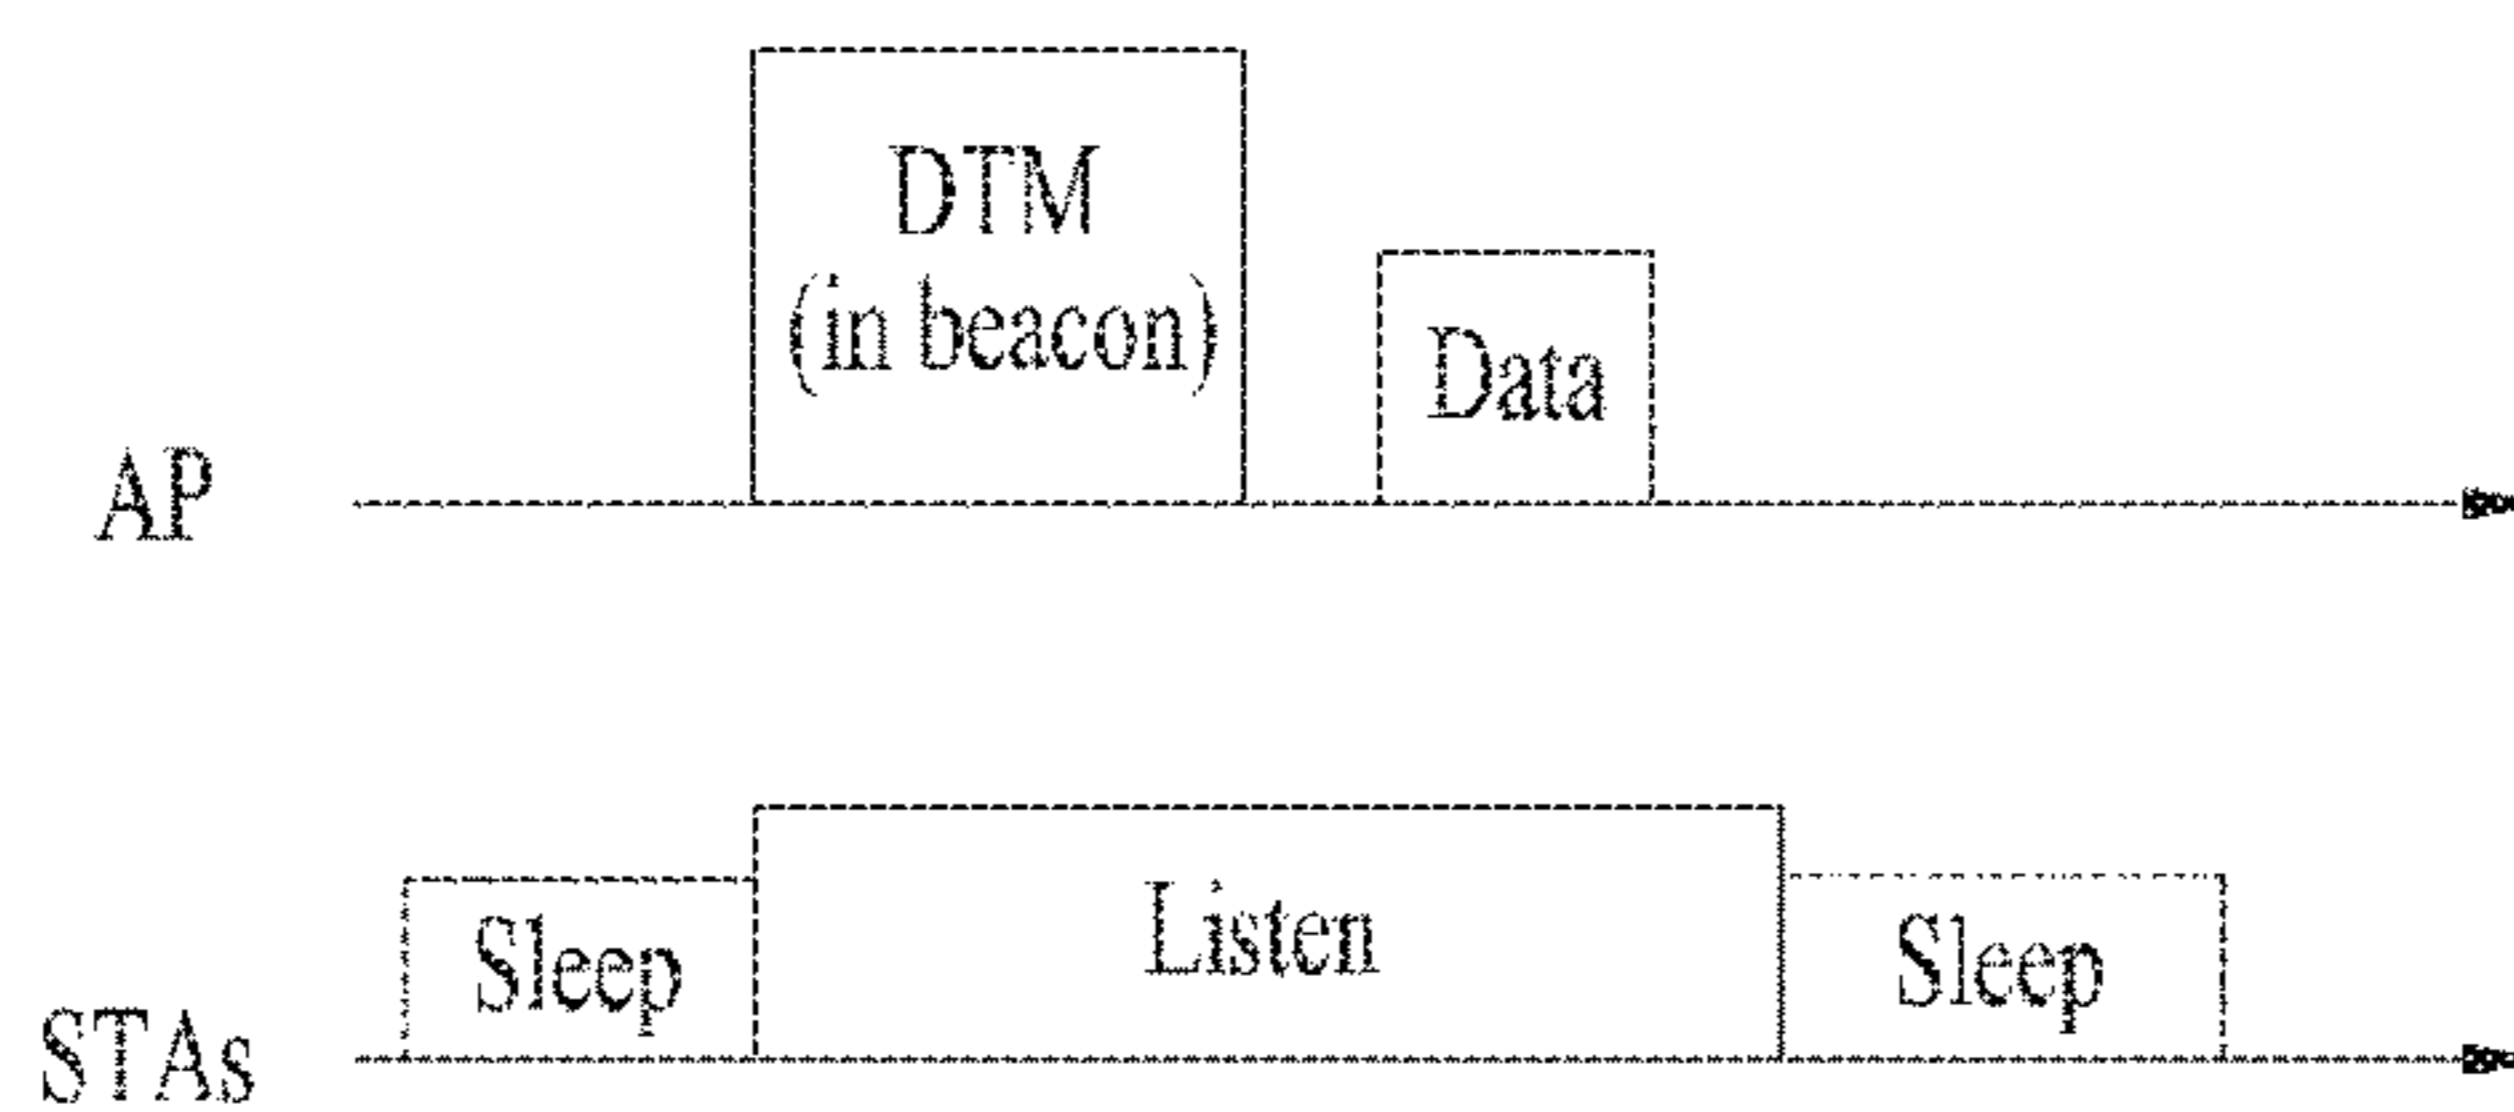 DTM
(in beacon)
Data
AP
Listen
Sleep
Sleep
STAs